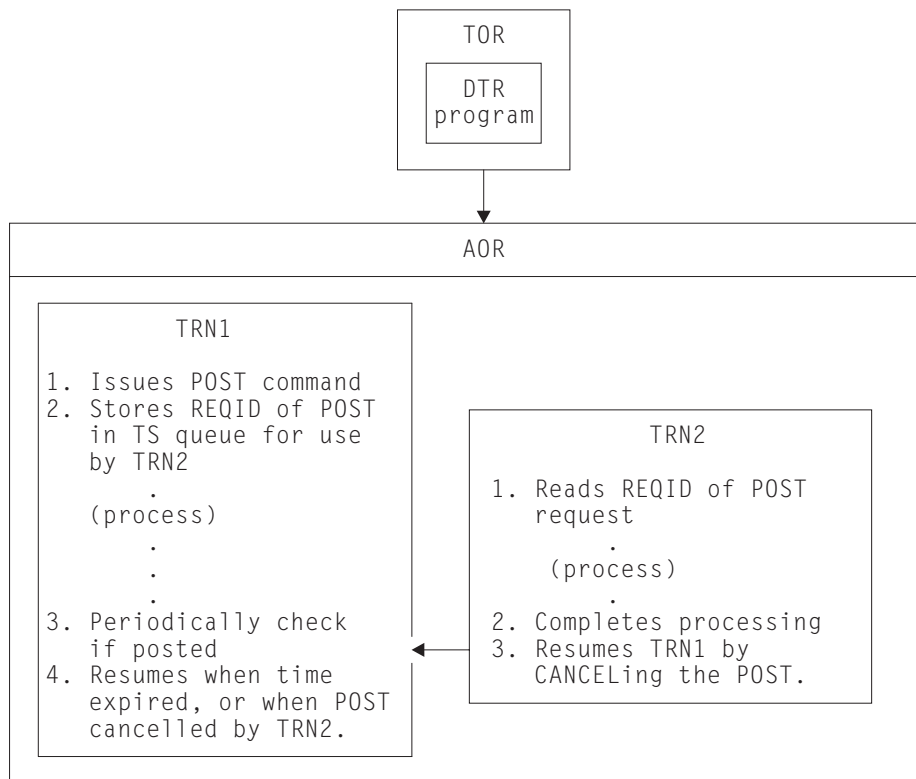 TOR
DTR
program
AOR
TRN1
1. Issues POST command
2. Stores REQID of POST
in TS queue for use
by TRN2
.
(process)
.
.
.
3. Periodically check
if posted
4. Resumes when time
expired, or when POST
cancelled by TRN2.
TRN2
1. Reads REQID of POST
request
.
(process)
.
2. Completes processing
3. Resumes TRN1 by
CANCELing the POST.